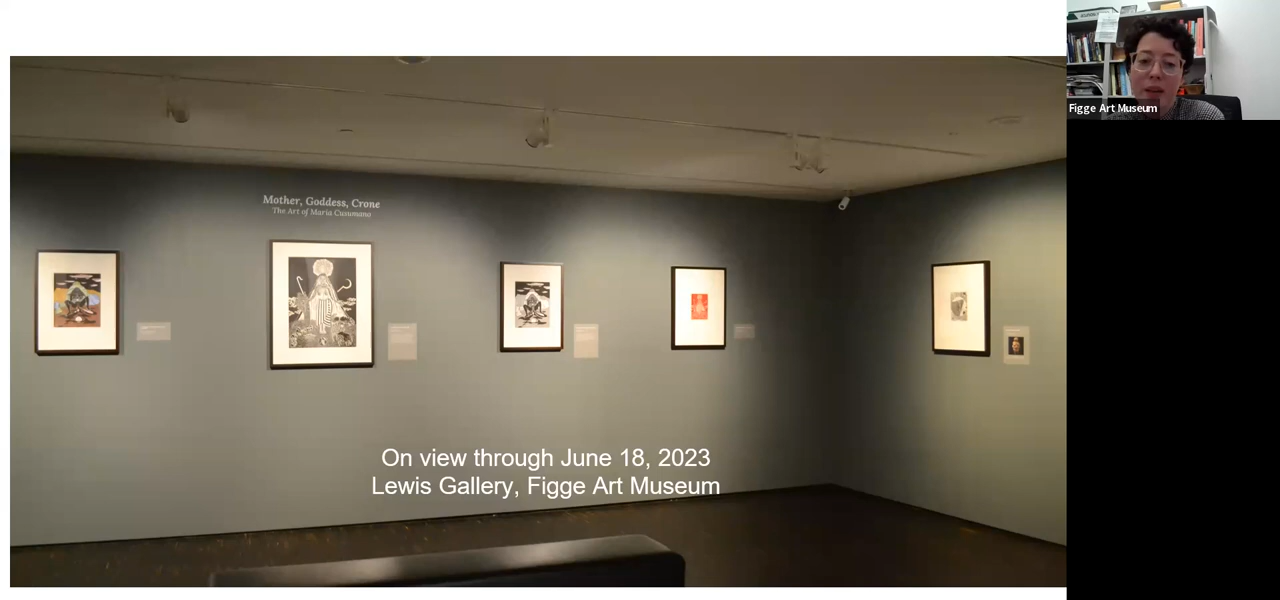 Mother, Goddess, Crone
The Art of Maria Cusumano
On view through June 18, 2023
Lewis Gallery, Figge Art Museum
Figge Art Museum